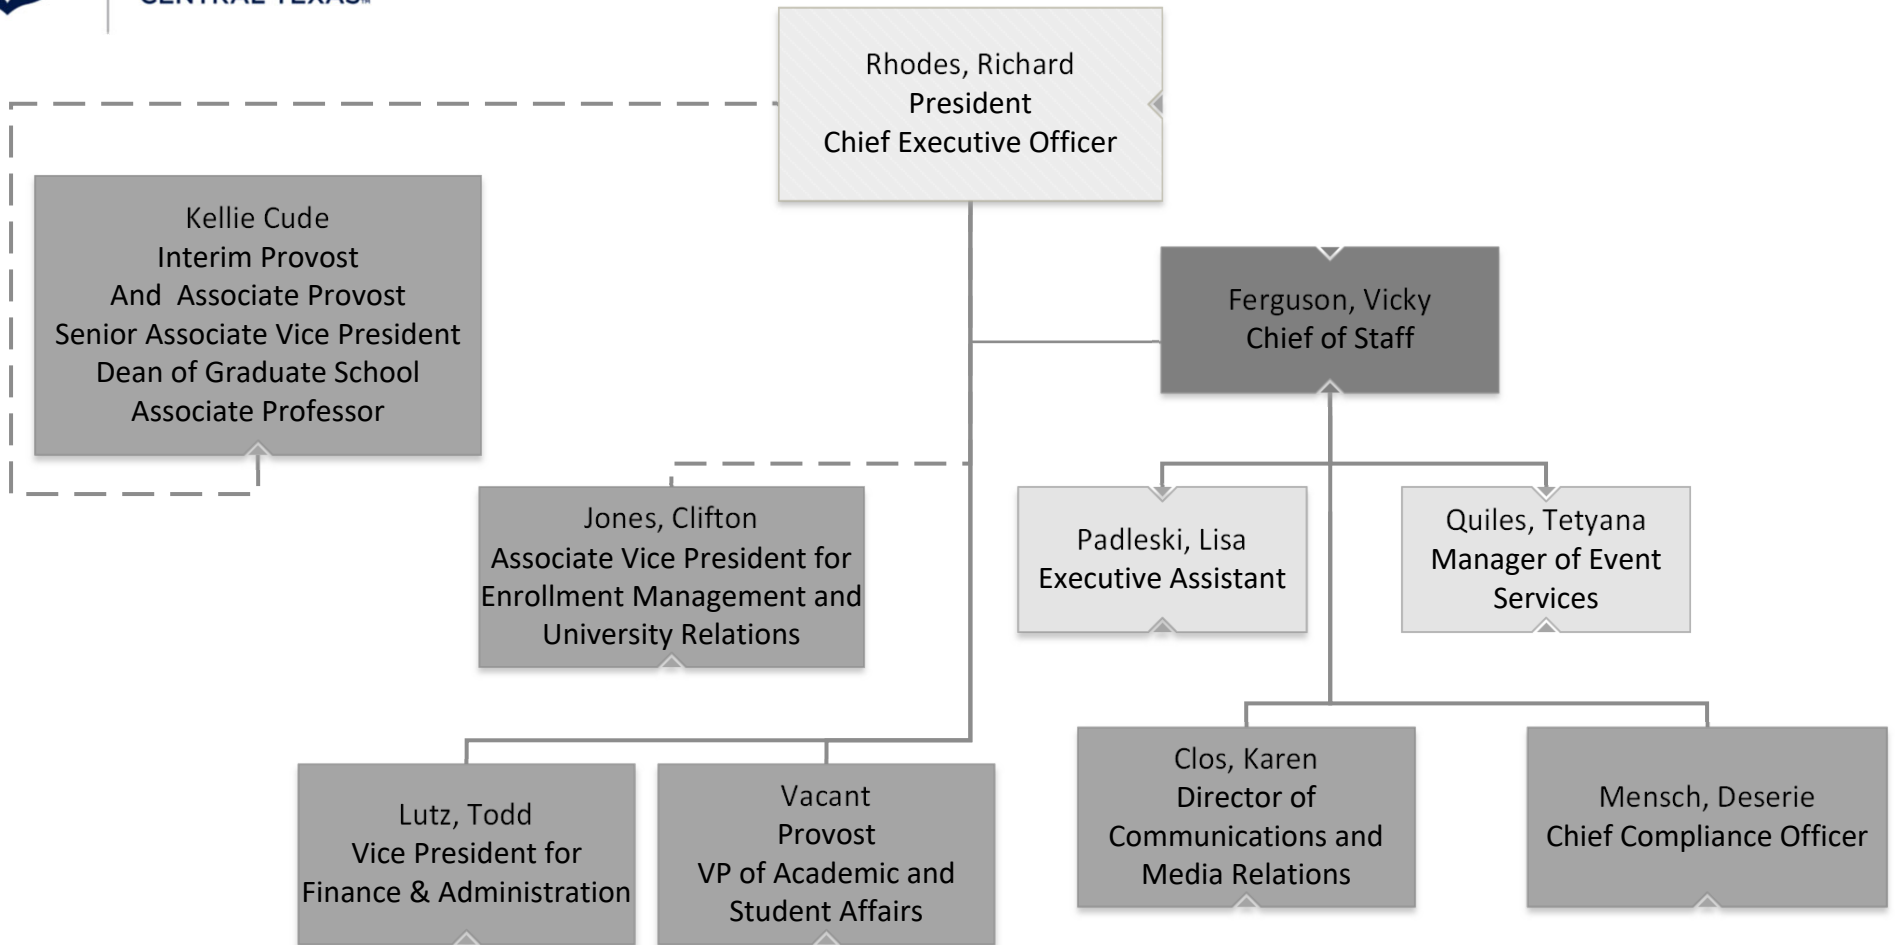 CENTRAL TEXAS™
Rhodes, Richard
President
Chief Executive Officer
Kellie Cude
Interim Provost
And  Associate Provost
Senior Associate Vice President
Dean of Graduate School
Associate Professor
Ferguson, Vicky
Chief of Staff
Jones, Clifton
Associate Vice President for
Enrollment Management and
University Relations
Padleski, Lisa
Executive Assistant
Quiles, Tetyana
Manager of Event
Services
Lutz, Todd
Vice President for
Finance & Administration
Vacant
Provost
VP of Academic and
Student Affairs
Clos, Karen
Director of
Communications and
Media Relations
Mensch, Deserie
Chief Compliance Officer